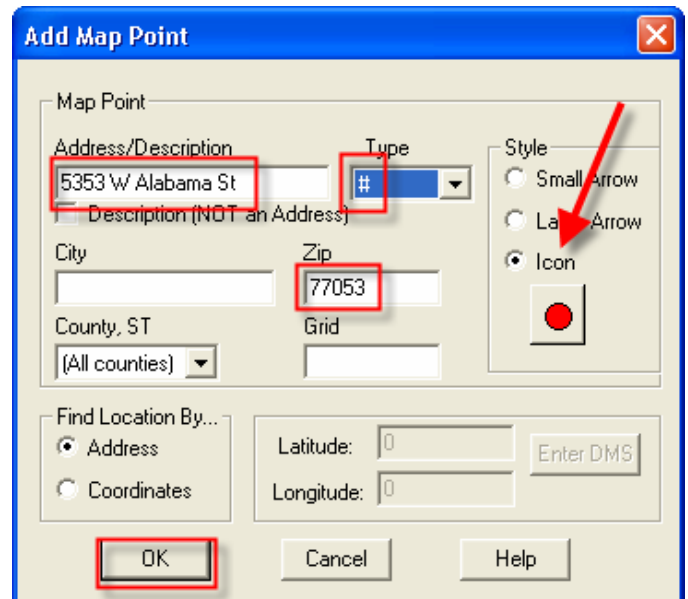 Add Map Point
Map Point
Address/Description Type
5353 W Alabama St #
Description (NOT an Address)
City Zip
77053
County, ST Grid
(All counties)
Style
Small Arrow
Arrow
Icon
Find Location By...
Address
Coordinates
Latitude: 0
Longitude: 0
Enter DMS
OK Cancel Help